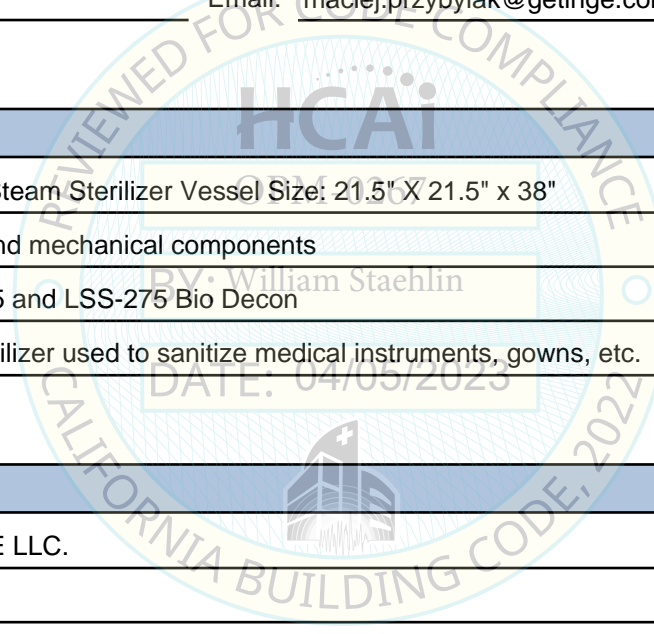 Email: maciej.przybylak@getinge.co
REVIEWED FOR CODE COMPLIANCE
HCAi
Steam Sterilizer Vessel Size: 21.5" X 21.5" x 38"
OPM-0267
nd mechanical components
BY: William Staehlin
5 and LSS-275 Bio Decon
ilizer used to sanitize medical instruments, gowns, etc.
DATE: 04/05/2023
LLC.
CALIFORNIA BUILDING CODE, 2022